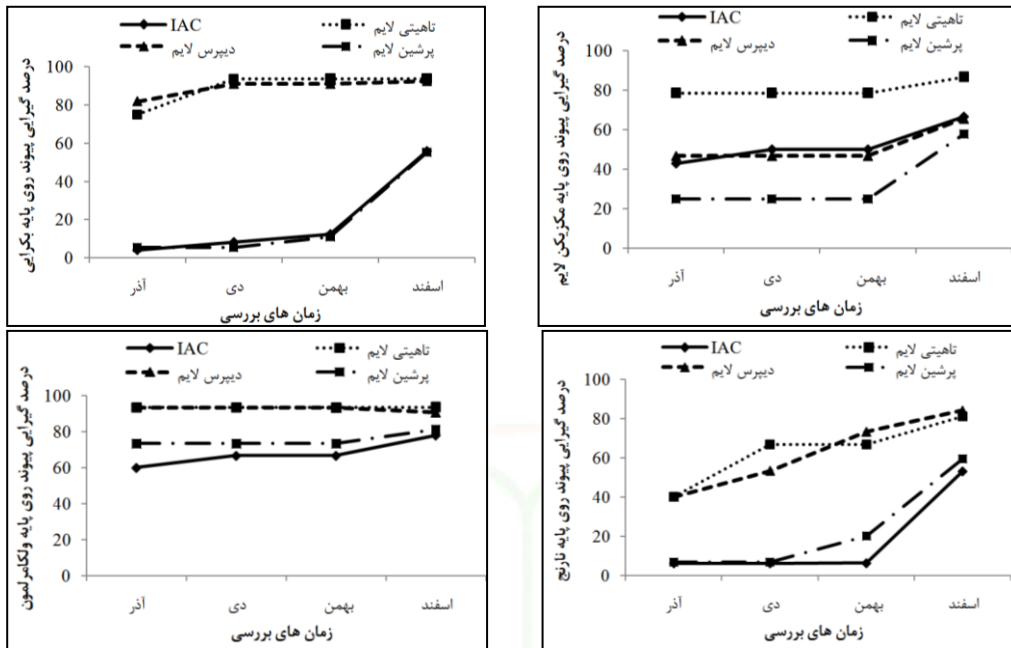 IAC
تاهیتی لایم
دیپرس لایم
پرشین لایم
درصد گیرایی پیوند روی پایه بکرایی
100
80
60
40
20
0
آذر
دی
بهمن
اسفند
زمان های بررسی
IAC
تاهیتی لایم
دیپرس لایم
پرشین لایم
درصد گیرایی پیوند روی پایه مکزیکن لایم
100
80
60
40
20
0
آذر
دی
بهمن
اسفند
زمان های بررسی
IAC
تاهیتی لایم
دیپرس لایم
پرشین لایم
درصد گیرایی پیوند روی پایه ولکامرلمون
100
80
60
40
20
0
آذر
دی
بهمن
اسفند
زمان های بررسی
IAC
تاهیتی لایم
دیپرس لایم
پرشین لایم
درصد گیرایی پیوند روی پایه نارنج
100
80
60
40
20
0
آذر
دی
بهمن
اسفند
زمان های بررسی